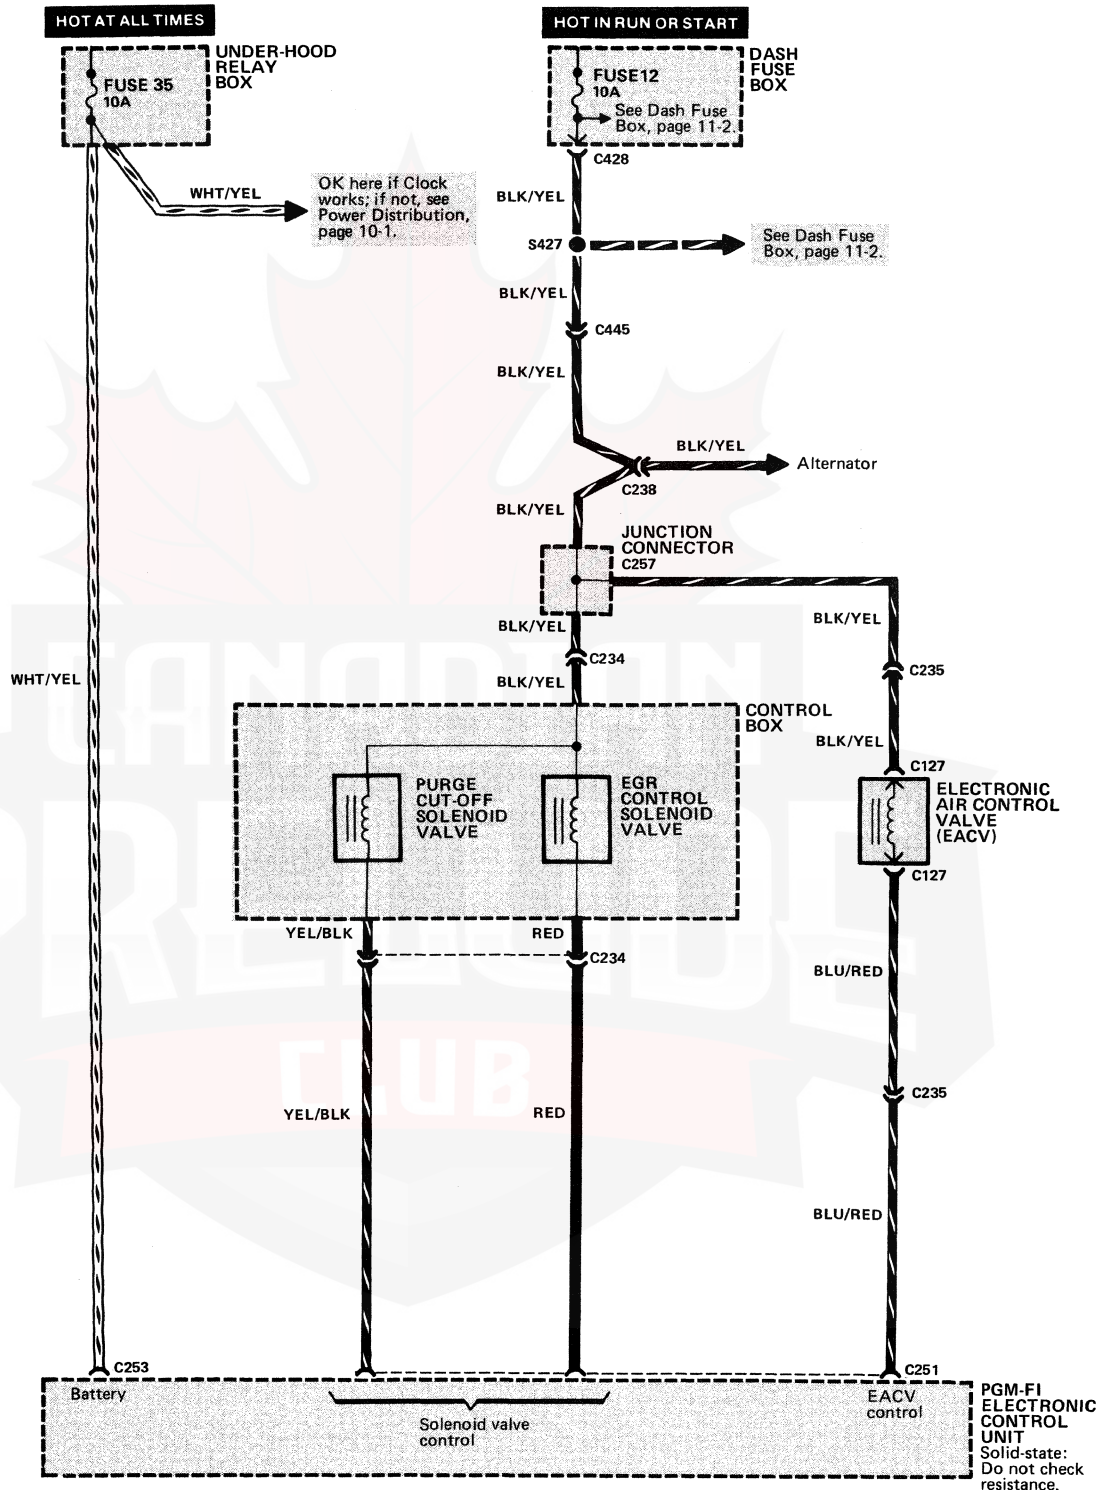 HOT AT ALL TIMES
HOT IN RUN OR START
UNDER-HOOD
RELAY
BOX
FUSE 35
10A
DASH
FUSE
BOX
FUSE12
10A
See Dash Fuse
Box, page 11-2.
C428
WHT/YEL
OK here if Clock
works; if not, see
Power Distribution,
page 10-1.
BLK/YEL
S427
See Dash Fuse
Box, page 11-2.
BLK/YEL
C445
BLK/YEL
BLK/YEL
Alternator
C238
BLK/YEL
JUNCTION
CONNECTOR
C257
BLK/YEL
BLK/YEL
C234
C235
WHT/YEL
BLK/YEL
CONTROL
BOX
BLK/YEL
C127
PURGE
CUT-OFF
SOLENOID
VALVE
EGR
CONTROL
SOLENOID
VALVE
ELECTRONIC
AIR CONTROL
VALVE
(EACV)
C127
YEL/BLK
RED
C234
BLU/RED
CANADIAN
PRELUDE
CLUB
C235
YEL/BLK
RED
BLU/RED
C253
C251
Battery
Solenoid valve
control
EACV
control
PGM-FI
ELECTRONIC
CONTROL
UNIT
Solid-state:
Do not check
resistance.